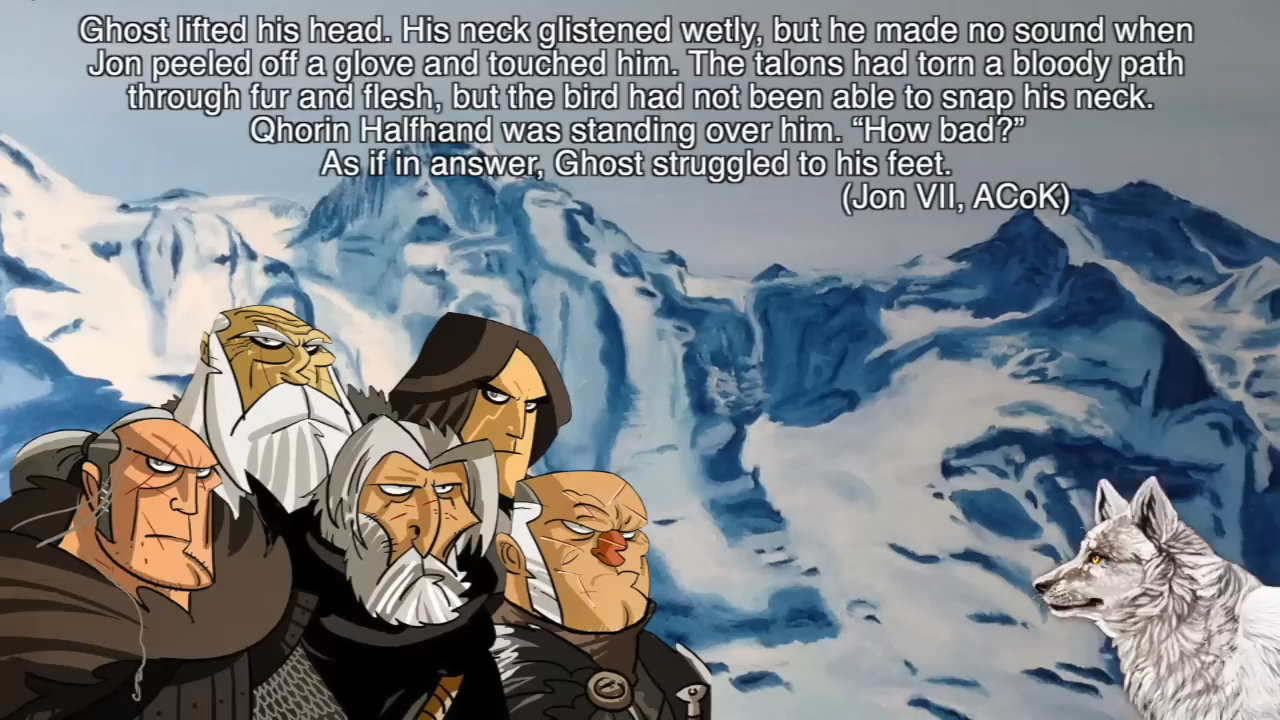 Ghost lifted his head. His neck glistened wetly, but he made no sound when
Jon peeled off a glove and touched him. The talons had torn a bloody path
through fur and flesh, but the bird had not been able to snap his neck.
Qhorin Halfhand was standing over him. “How bad?”
As if in answer, Ghost struggled to his feet.
(Jon VII, ACoK)